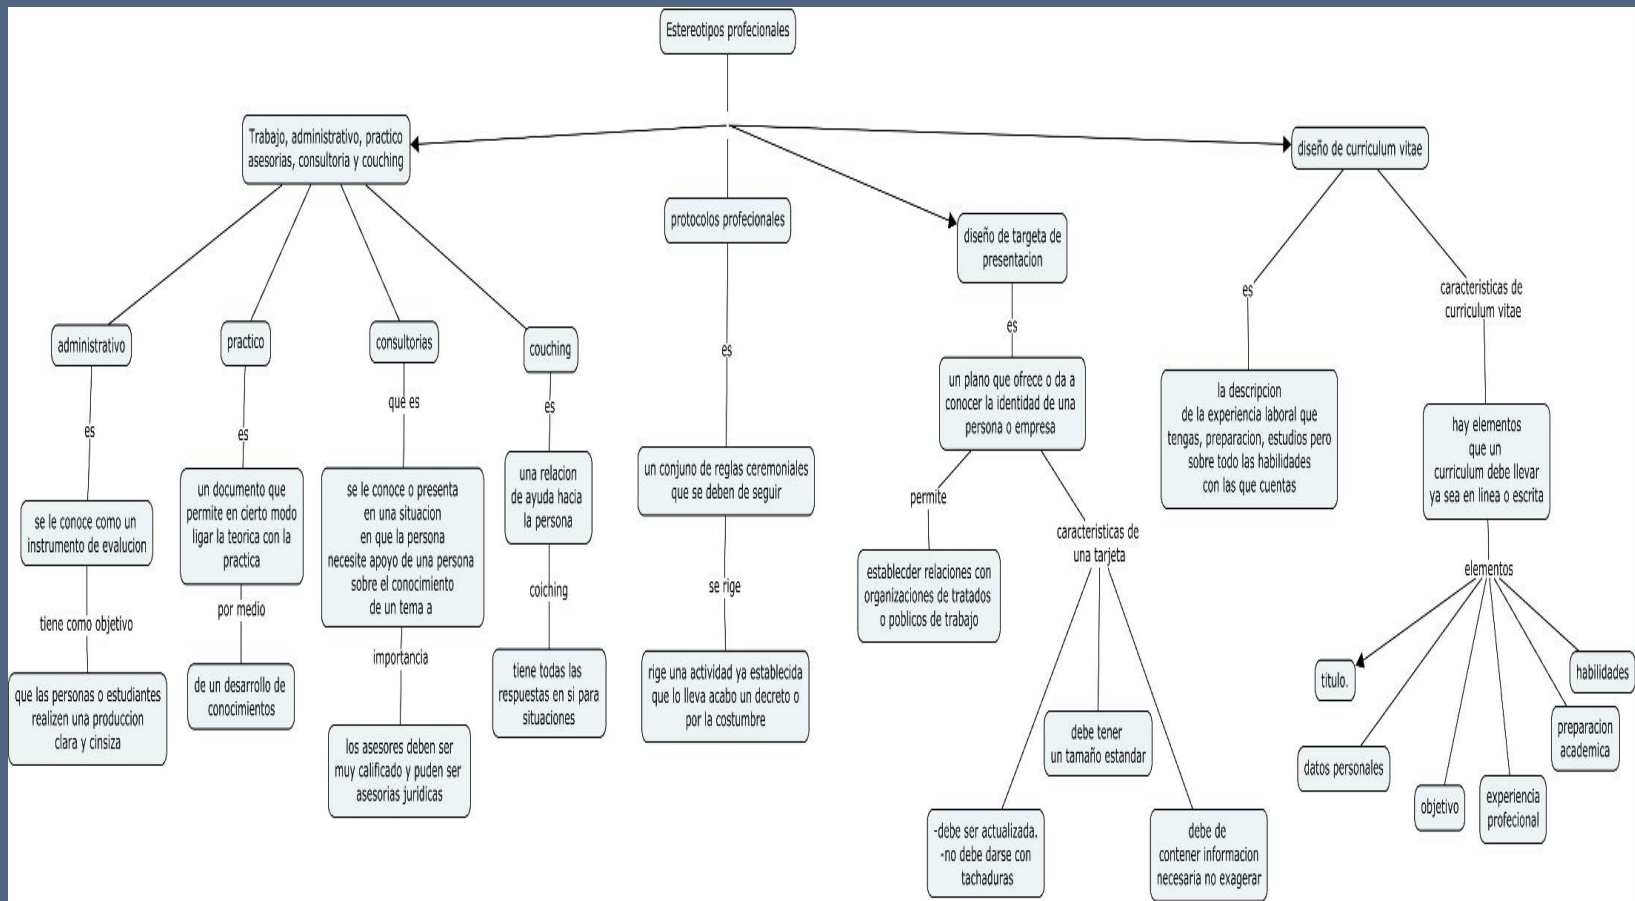 Estereotipos profecionales
Trabajo, administrativo, practico
asesorias, consultoria y couching
administrativo
es
se le conoce como un
instrumento de evalucion
tiene como objetivo
que las personas o estudiantes
realizen una produccion
clara y cinsiza
practico
es
un documento que
permite en cierto modo
ligar la teorica con la
practica
por medio
de un desarrollo de
conocimientos
consultorias
que es
se le conoce o presenta
en una situacion
en que la persona
necesite apoyo de una persona
sobre el conocimiento
de un tema a
importancia
los asesores deben ser
muy calificado y puden ser
asesorias juridicas
couching
es
una relacion
de ayuda hacia
la persona
coiching
tiene todas las
respuestas en si para
situaciones
protocolos profecionales
es
un conjunto de reglas ceremoniales
que se deben de seguir
se rige
rige una actividad ya establecida
que lo lleva acabo un decreto o
por la costumbre
diseño de targeta de
presentacion
es
un plano que ofrece o da a
conocer la identidad de una
persona o empresa
permite
establecder relaciones con
organizaciones de tratados
o poblicos de trabajo
caracteristicas de
una tarjeta
-debe ser actualizada.
-no debe darse con
tachaduras
debe tener
un tamaño estandar
debe de
contener informacion
necesaria no exagerar
diseño de curriculum vitae
es
la descripcion
de la experiencia laboral que
tengas, preparacion, estudios pero
sobre todo las habilidades
con las que cuentas
caracteristicas de
curriculum vitae
hay elementos
que un
curriculum debe llevar
ya sea en linea o escrita
elementos
titulo.
datos personales
objetivo
experiencia
profecional
preparacion
academica
habilidades